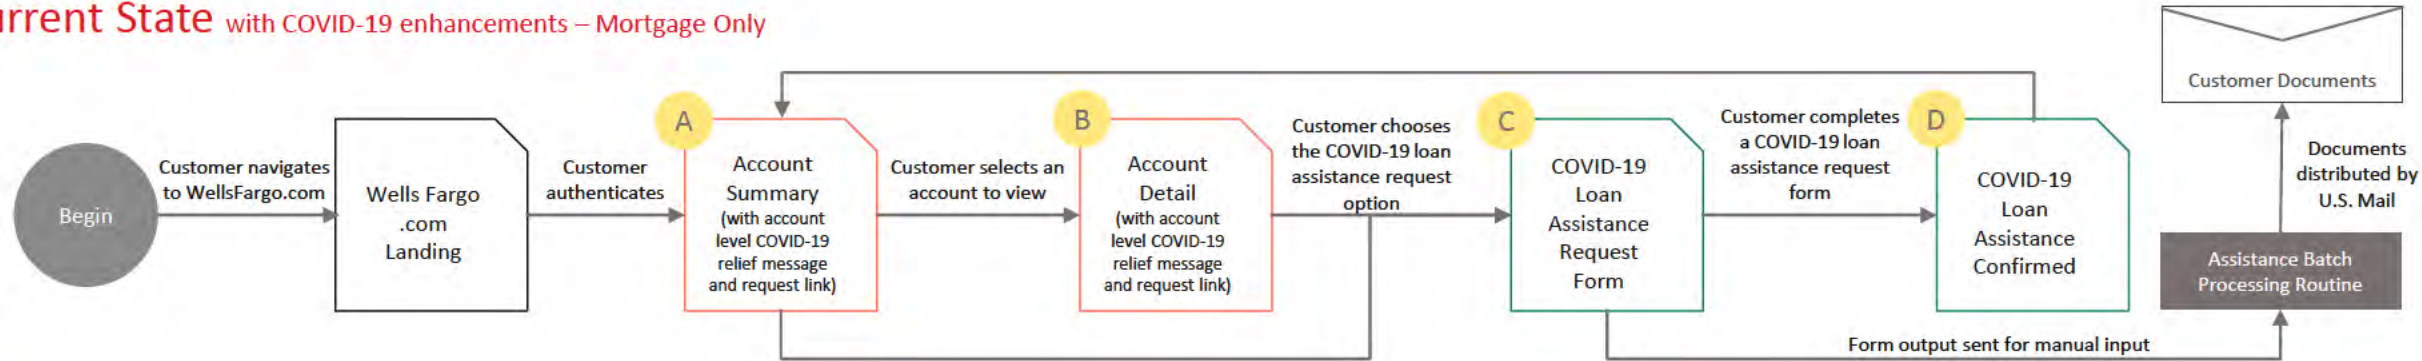 rrent State with COVID-19 enhancements – Mortgage Only
Begin
Customer navigates
to WellsFargo.com
Wells Fargo
.com
Landing
Customer
authenticates
A
Account
Summary
(with account
level COVID-19
relief message
and request link)
Customer selects an
account to view
B
Account
Detail
(with account
level COVID-19
relief message
and request link)
Customer chooses
the COVID-19 loan
assistance request
option
C
COVID-19
Loan
Assistance
Request
Form
Customer completes
a COVID-19 loan
assistance request
form
D
COVID-19
Loan
Assistance
Confirmed
Form output sent for manual input
Assistance Batch
Processing Routine
Documents
distributed by
U.S. Mail
Customer Documents